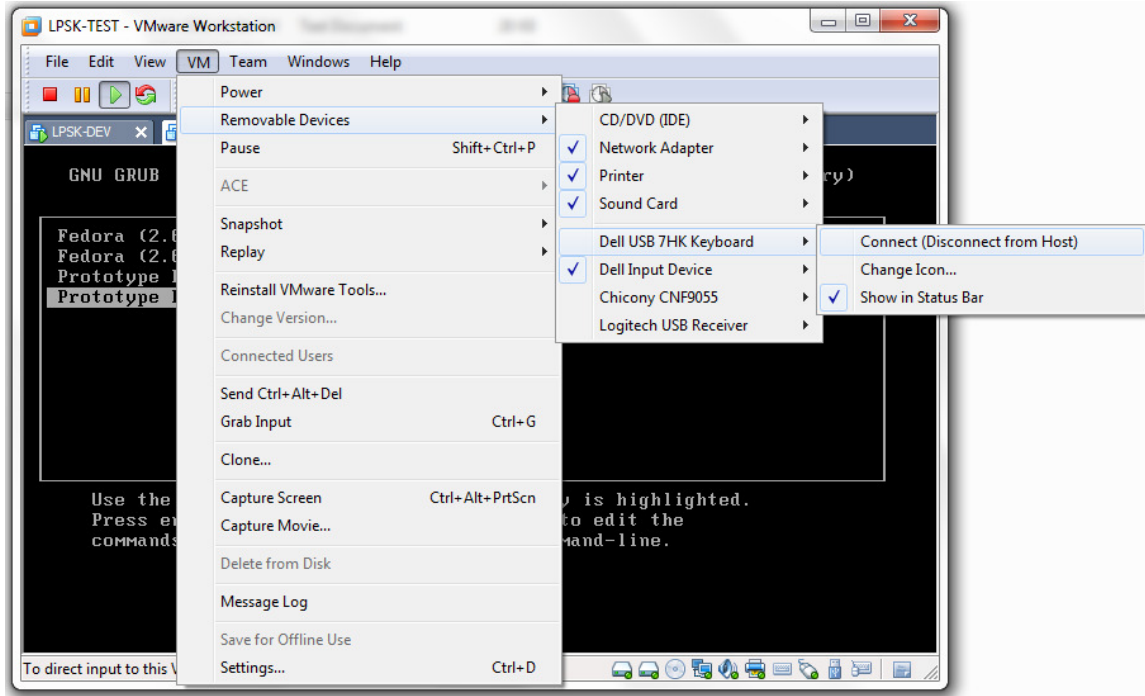 LPSK-TEST - VMware Workstation
File Edit View VM Team Windows Help
LPSK-DEV
GNU GRUB ry)
Fedora (2.6
Fedora (2.6
Prototype
Prototype
Use the y is highlighted.
Press en to edit the
commands mand-line.
To direct input to this V
Power
Removable Devices
Pause Shift+Ctrl+P
ACE
Snapshot
Replay
Reinstall VMware Tools...
Change Version...
Connected Users
Send Ctrl+Alt+Del
Grab Input Ctrl+G
Clone...
Capture Screen Ctrl+Alt+PrtScn
Capture Movie...
Delete from Disk
Message Log
Save for Offline Use
Settings... Ctrl+D
CD/DVD (IDE)
Network Adapter
Printer
Sound Card
Dell USB 7HK Keyboard
Dell Input Device
Chicony CNF9055
Logitech USB Receiver
Connect (Disconnect from Host)
Change Icon...
Show in Status Bar